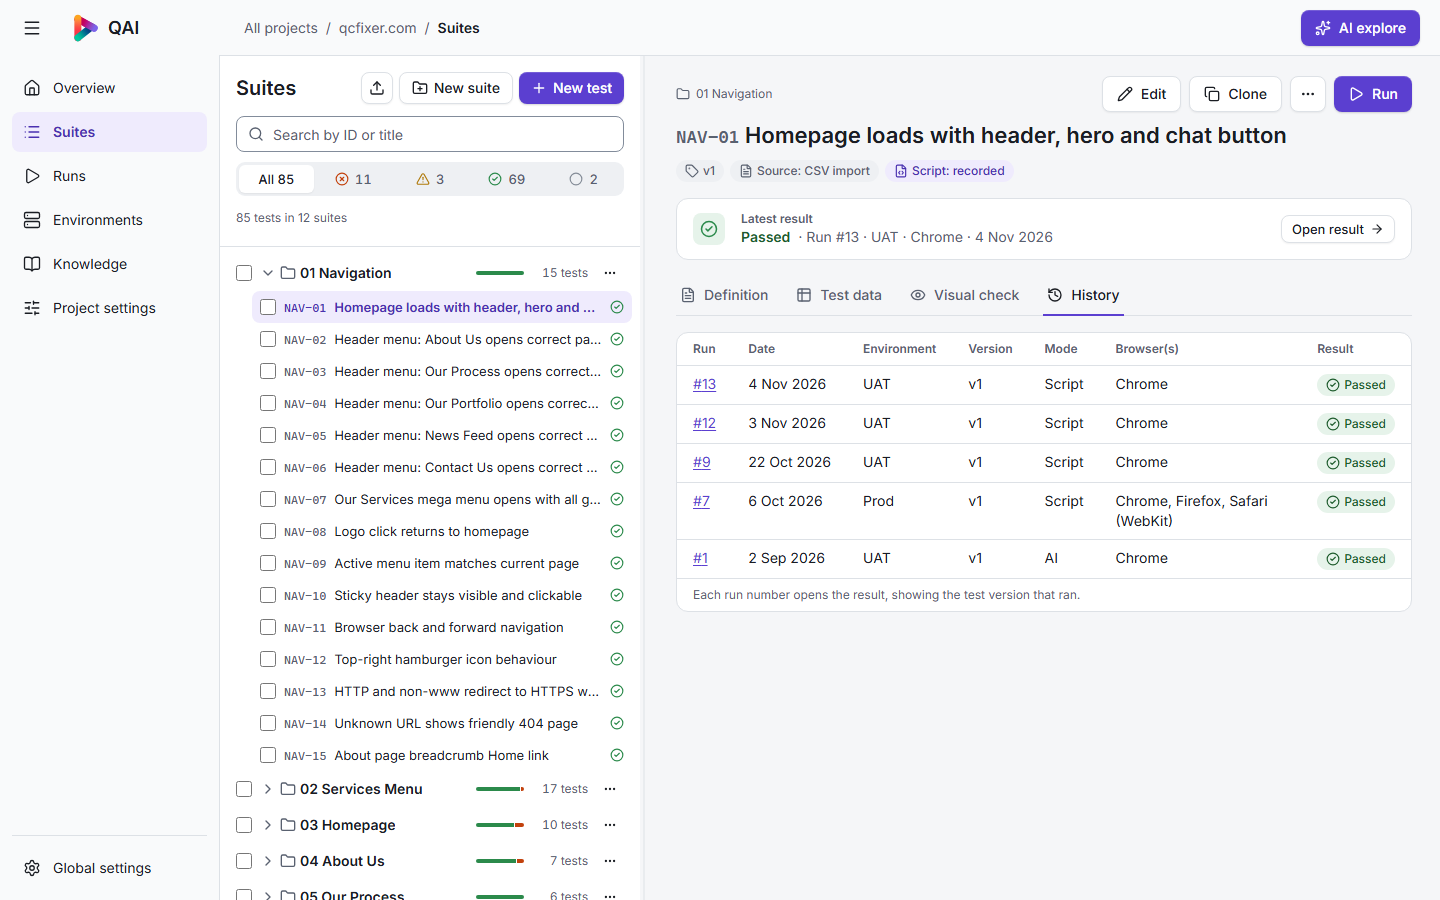 QAI
All projects / qcfixer.com / Suites
AI explore
Overview
Suites
Runs
Environments
Knowledge
Project settings
Global settings
Suites
New suite
New test
Search by ID or title
All 85
11
3
69
2
85 tests in 12 suites
01 Navigation 15 tests
NAV-01 Homepage loads with header, hero and ...
NAV-02 Header menu: About Us opens correct pa...
NAV-03 Header menu: Our Process opens correct...
NAV-04 Header menu: Our Portfolio opens correc...
NAV-05 Header menu: News Feed opens correct ...
NAV-06 Header menu: Contact Us opens correct ...
NAV-07 Our Services mega menu opens with all g...
NAV-08 Logo click returns to homepage
NAV-09 Active menu item matches current page
NAV-10 Sticky header stays visible and clickable
NAV-11 Browser back and forward navigation
NAV-12 Top-right hamburger icon behaviour
NAV-13 HTTP and non-www redirect to HTTPS w...
NAV-14 Unknown URL shows friendly 404 page
NAV-15 About page breadcrumb Home link
02 Services Menu 17 tests
03 Homepage 10 tests
04 About Us 7 tests
05 Our Process 6 tests
01 Navigation
Edit
Clone
Run
NAV-01 Homepage loads with header, hero and chat button
v1
Source: CSV import
Script: recorded
Latest result
Passed · Run #13 · UAT · Chrome · 4 Nov 2026
Open result
Definition
Test data
Visual check
History
Run Date Environment Version Mode Browser(s) Result
#13 4 Nov 2026 UAT v1 Script Chrome Passed
#12 3 Nov 2026 UAT v1 Script Chrome Passed
#9 22 Oct 2026 UAT v1 Script Chrome Passed
#7 6 Oct 2026 Prod v1 Script Chrome, Firefox, Safari Passed
(WebKit)
#1 2 Sep 2026 UAT v1 AI Chrome Passed
Each run number opens the result, showing the test version that ran.